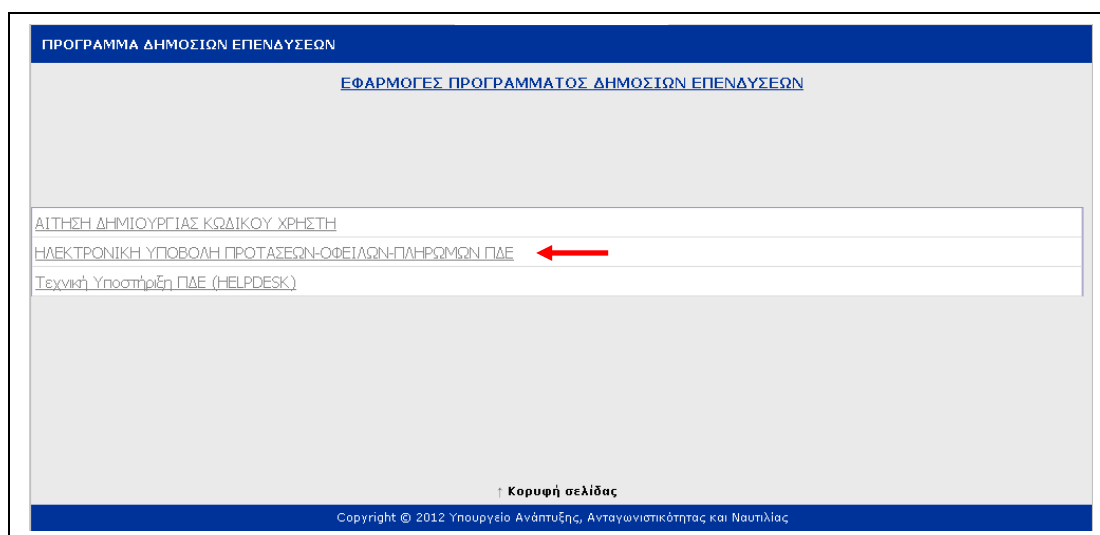 ΠΡΟΓΡΑΜΜΑ ΔΗΜΟΣΙΩΝ ΕΠΕΝΔΥΣΕΩΝ
ΕΦΑΡΜΟΓΕΣ ΠΡΟΓΡΑΜΜΑΤΟΣ ΔΗΜΟΣΙΩΝ ΕΠΕΝΔΥΣΕΩΝ
ΑΙΤΗΣΗ ΔΗΜΙΟΥΡΓΙΑΣ ΚΩΔΙΚΟΥ ΧΡΗΣΤΗ
ΗΛΕΚΤΡΟΝΙΚΗ ΥΠΟΒΟΛΗ ΠΡΟΤΑΣΕΩΝ-ΟΦΕΙΛΩΝ-ΠΛΗΡΩΜΩΝ ΠΔΕ
Τεχνική Υποστήριξη ΠΔΕ (HELPDESK)
↑ Κορυφή σελίδας
Copyright © 2012 Υπουργείο Ανάπτυξης, Ανταγωνιστικότητας και Ναυτιλίας